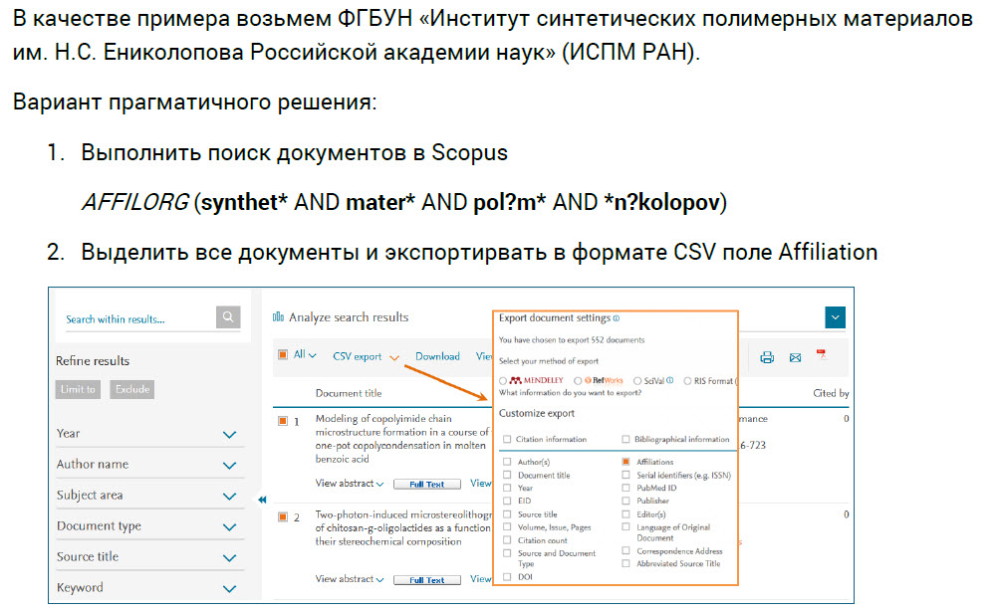 В качестве примера возьмем ФГБУН «Институт синтетических полимерных материалов
им. Н.С. Ениколопова Российской академии наук» (ИСПМ РАН).
Вариант прагматичного решения:
1. Выполнить поиск документов в Scopus
AFFILORG (synthet* AND mater* AND pol?m* AND *n?kolopov)
2. Выделить все документы и экспортирвать в формате CSV поле Affiliation
Search within results...
Refine results
Limit to Exclude
Year
Author name
Subject area
Document type
Source title
Keyword
Analyze search results
All CSV export Download Vie
Document title
Cited by
1 Modeling of copolyimide chain
microstructure formation in a course of
one-pot copolycondensation in molten
benzoic acid
mance
6-723
0
View abstract Full Text View
2 Two-photon-induced microstereolithogr
of chitosan-g-oligolactides as a function
their stereochemical composition
0
s
View abstract Full Text View
Export document settings
You have chosen to export 552 documents
Select your method of export
MENDELEY RefWorks SciVal RIS Format (
What information do you want to export?
Customize export
Citation information
Author(s)
Document title
Year
EID
Source title
Volume, Issue, Pages
Citation count
Source and Document
Type
DOI
Bibliographical information
Affiliations
Serial identifiers (e.g. ISSN)
PubMed ID
Publisher
Editor(s)
Language of Original
Document
Correspondence Address
Abbreviated Source Title